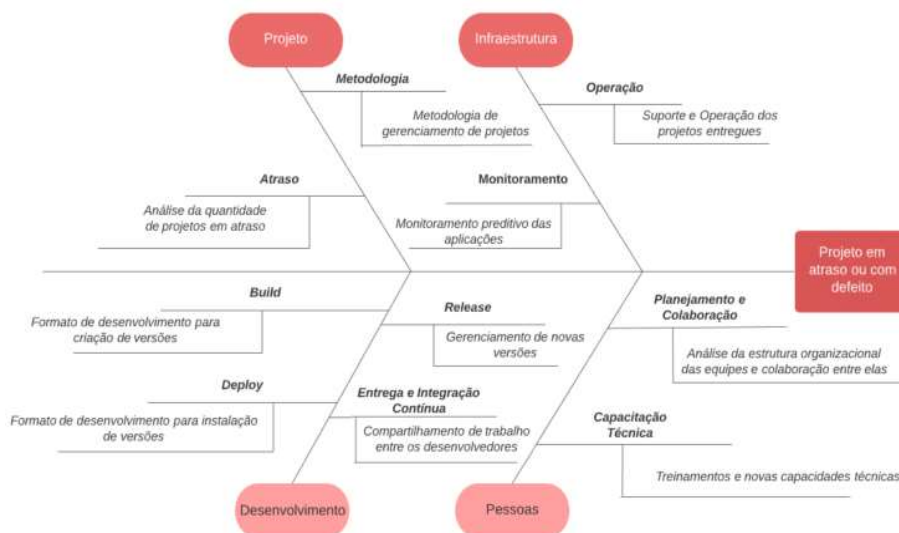 Projeto
Infraestrutura
Metodologia
Metodologia de
gerenciamento de projetos
Operação
Suporte e Operação dos
projetos entregues
Atraso
Análise da quantidade
de projetos em atraso
Monitoramento
Monitoramento preditivo das
aplicações
Projeto em
atraso ou com
defeito
Build
Formato de desenvolvimento para
criação de versões
Release
Gerenciamento de novas
versões
Planejamento e
Colaboração
Análise da estrutura organizacional
das equipes e colaboração entre elas
Deploy
Formato de desenvolvimento para instalação
de versões
Entrega e Integração
Contínua
Compartilhamento de trabalho
entre os desenvolvedores
Capacitação
Técnica
Treinamentos e novas capacidades técnicas
Desenvolvimento
Pessoas